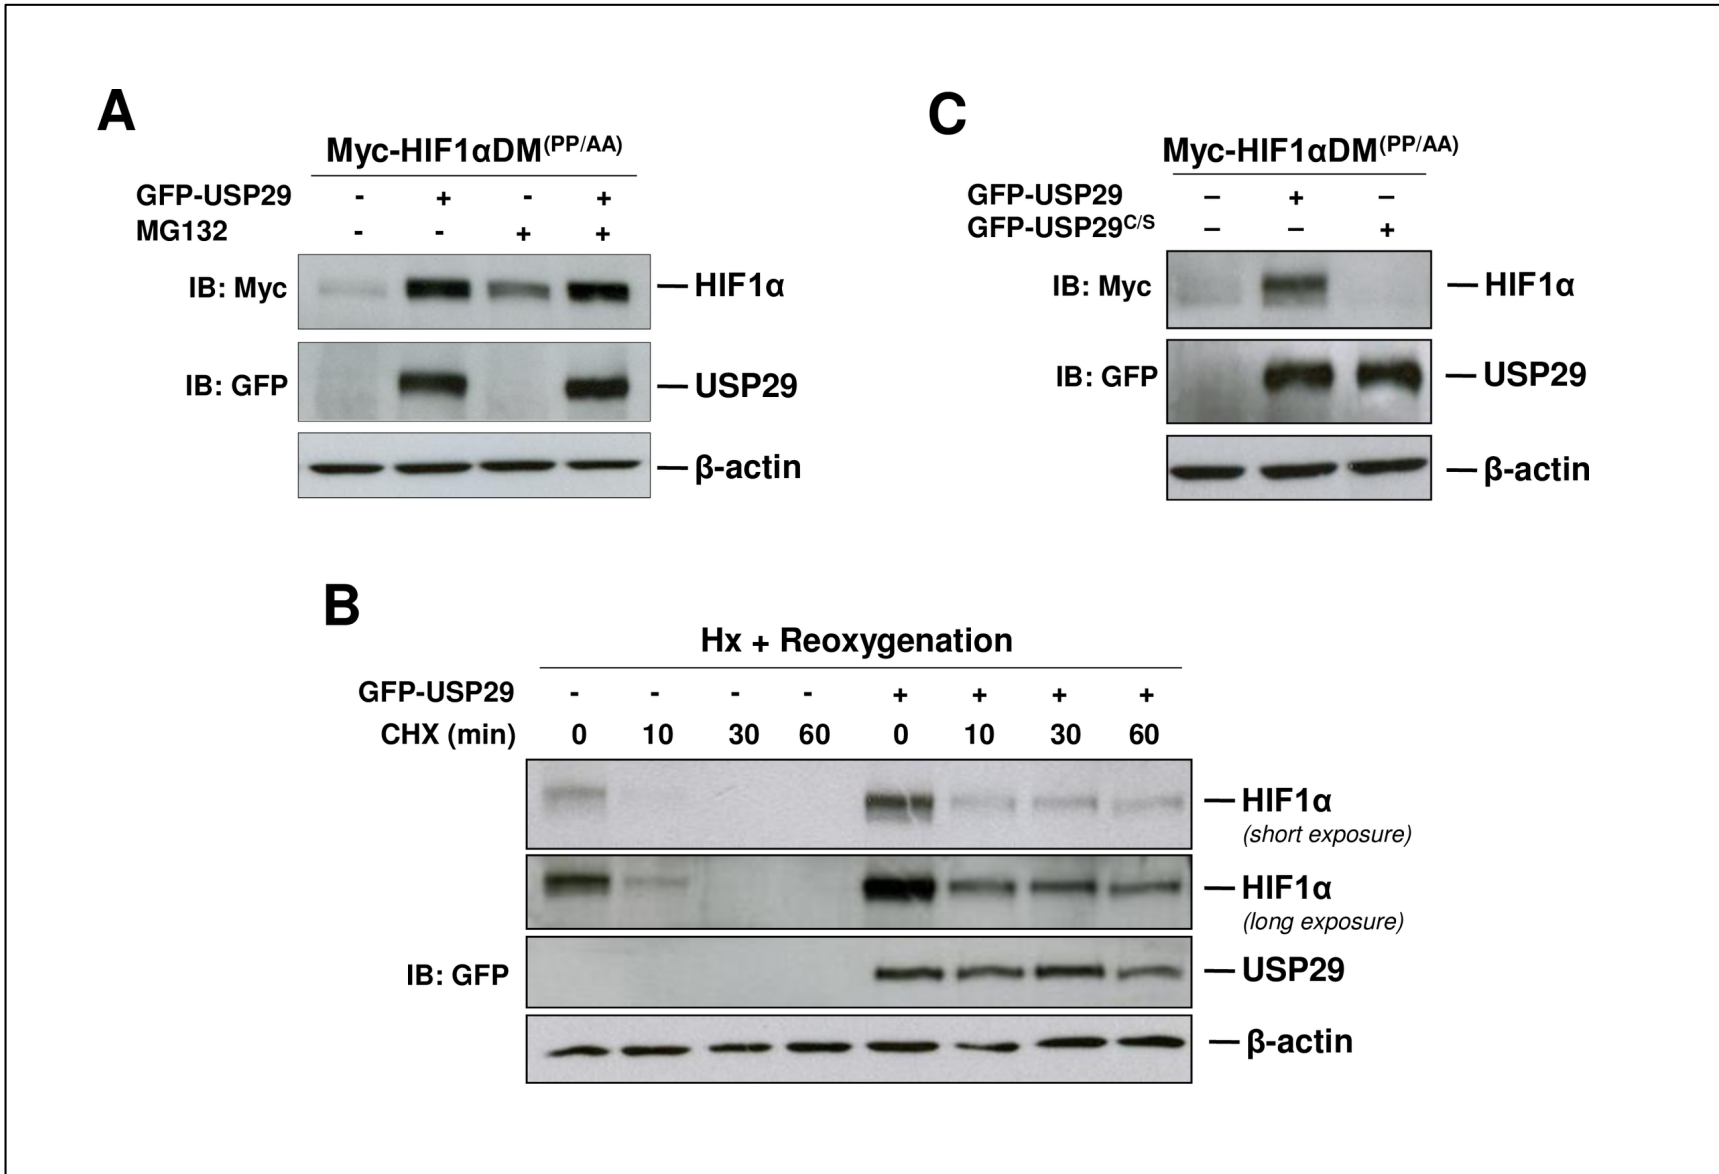 A
Myc-HIF1αDM(PP/AA)
GFP-USP29 - + - +
MG132 - - + +
IB: Myc HIF1α
IB: GFP USP29
β-actin
C
Myc-HIF1αDM(PP/AA)
GFP-USP29 – + –
GFP-USP29C/S – – +
IB: Myc HIF1α
IB: GFP USP29
β-actin
B
Hx + Reoxygenation
GFP-USP29 - - - - + + + +
CHX (min) 0 10 30 60 0 10 30 60
HIF1α
(short exposure)
HIF1α
(long exposure)
IB: GFP USP29
β-actin